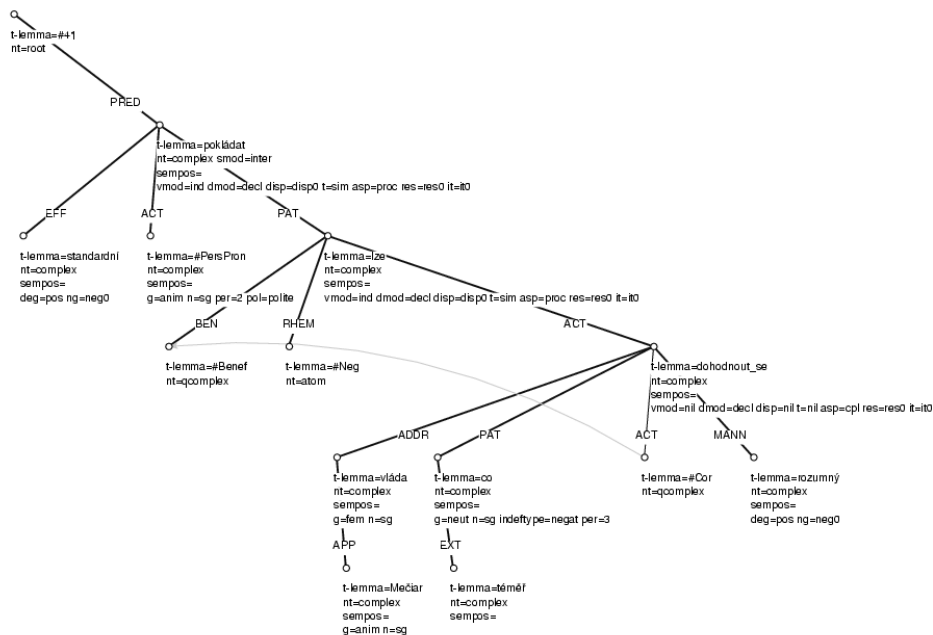 t-lemma=#+1
nt=root
PRED
t-lemma=pokládat
nt=complex smod=inter
sempos=
vmod=ind dmod=decl disp=disp0 t=sim asp=proc res=res0 it=it0
EFF
ACT
PAT
t-lemma=standardní
nt=complex
sempos=
deg=pos ng=neg0
t-lemma=#PersPron
nt=complex
sempos=
g=anim n=sg per=2 pol=polite
t-lemma=lze
nt=complex
sempos=
vmod=ind dmod=decl disp=disp0 t=sim asp=proc res=res0 it=it0
BEN
RHEM
ACT
t-lemma=#Benef
nt=qcomplex
t-lemma=#Neg
nt=atom
t-lemma=dohodnout_se
nt=complex
sempos=
vmod=nil dmod=decl disp=nil t=nil asp=cpl res=res0 it=it0
ADDR
PAT
ACT
MANN
t-lemma=vláda
nt=complex
sempos=
g=fem n=sg
t-lemma=co
nt=complex
sempos=
g=neut n=sg indeftype=negat per=3
t-lemma=#Cor
nt=qcomplex
t-lemma=rozumný
nt=complex
sempos=
deg=pos ng=neg0
APP
EXT
t-lemma=Mečiar
nt=complex
sempos=
g=anim n=sg
t-lemma=téměř
nt=complex
sempos=